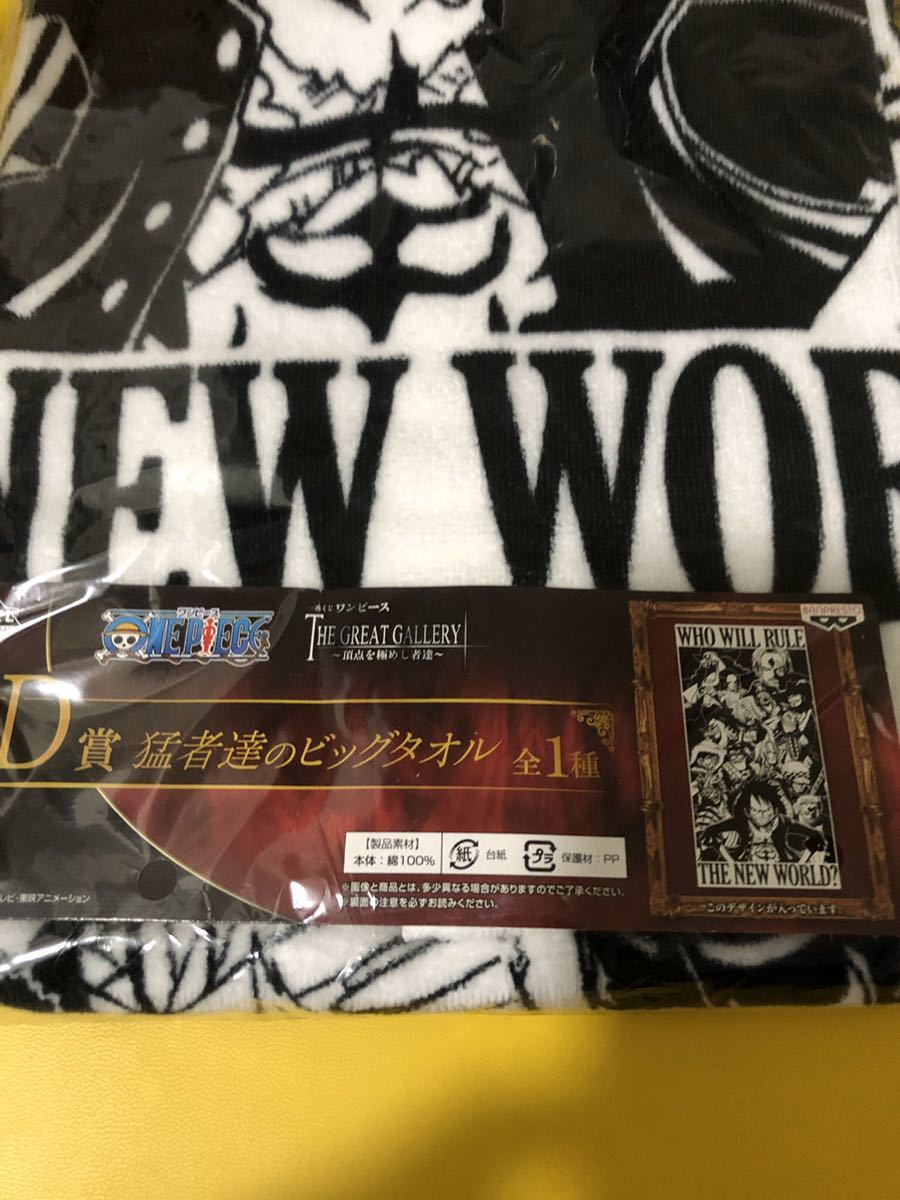 NEW WOR
ワンピース
ONE PIECE
一番くじ ワンピース
THE GREAT GALLERY
～頂点を極めし者達～
D賞 猛者達のビッグタオル 全1種
【製品素材】
本体:綿100%
紙 台紙
プラ 保護材:PP
※画像と商品とは、多少異なる場合がありますのでご了承ください。
※裏面の注意を必ずお読みください。
レビ・東映アニメーション
BANPRESTO
WHO WILL RULE
THE NEW WORLD?
このデザインが入っています。